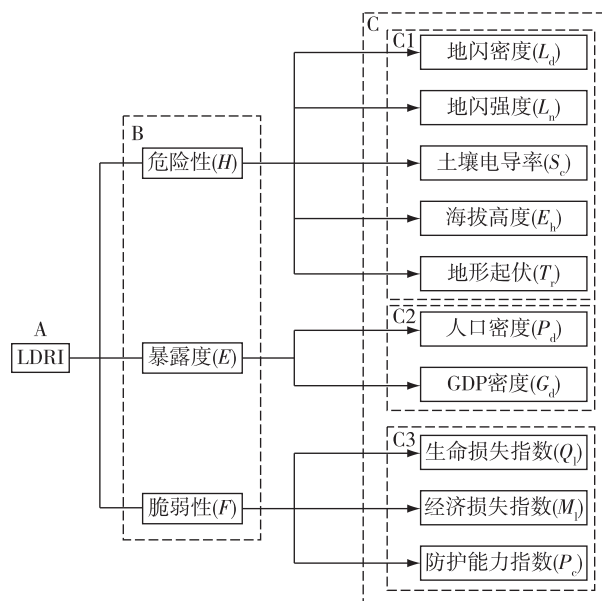 C
C1
地闪密度(Ld)
地闪强度(Ln)
B
危险性(H)
土壤电导率(Sc)
海拔高度(Eh)
地形起伏(Tr)
A
C2
人口密度(Pd)
LDRI
暴露度(E)
GDP密度(Gd)
C3
生命损失指数(Ql)
脆弱性(F)
经济损失指数(Ml)
防护能力指数(Pc)